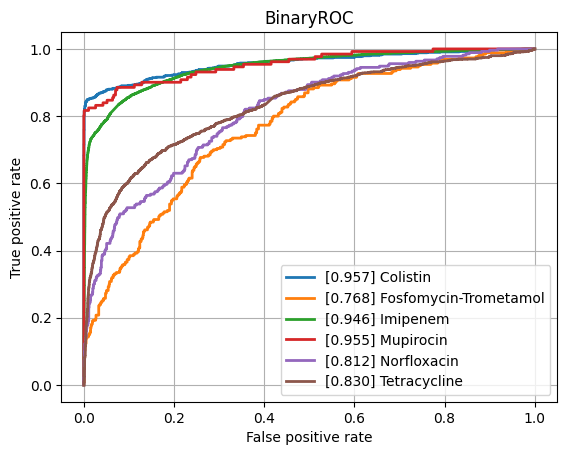 BinaryROC
True positive rate
1.0
0.8
0.6
0.4
0.2
0.0
[0.957] Colistin
[0.768] Fosfomycin-Trometamol
[0.946] Imipenem
[0.955] Mupirocin
[0.812] Norfloxacin
[0.830] Tetracycline
0.0 0.2 0.4 0.6 0.8 1.0
False positive rate